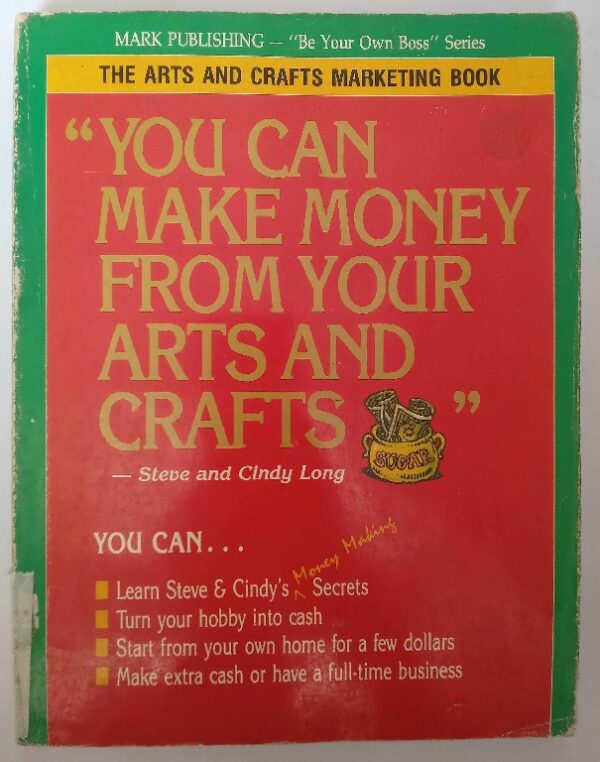 MARK PUBLISHING — "Be Your Own Boss" Series
THE ARTS AND CRAFTS MARKETING BOOK
"YOU CAN
MAKE MONEY
FROM YOUR
ARTS AND
CRAFTS"
SUGAR
— Steve and Cindy Long
YOU CAN...
Money Making
Learn Steve & Cindy's ^ Secrets
Turn your hobby into cash
Start from your own home for a few dollars
Make extra cash or have a full-time business